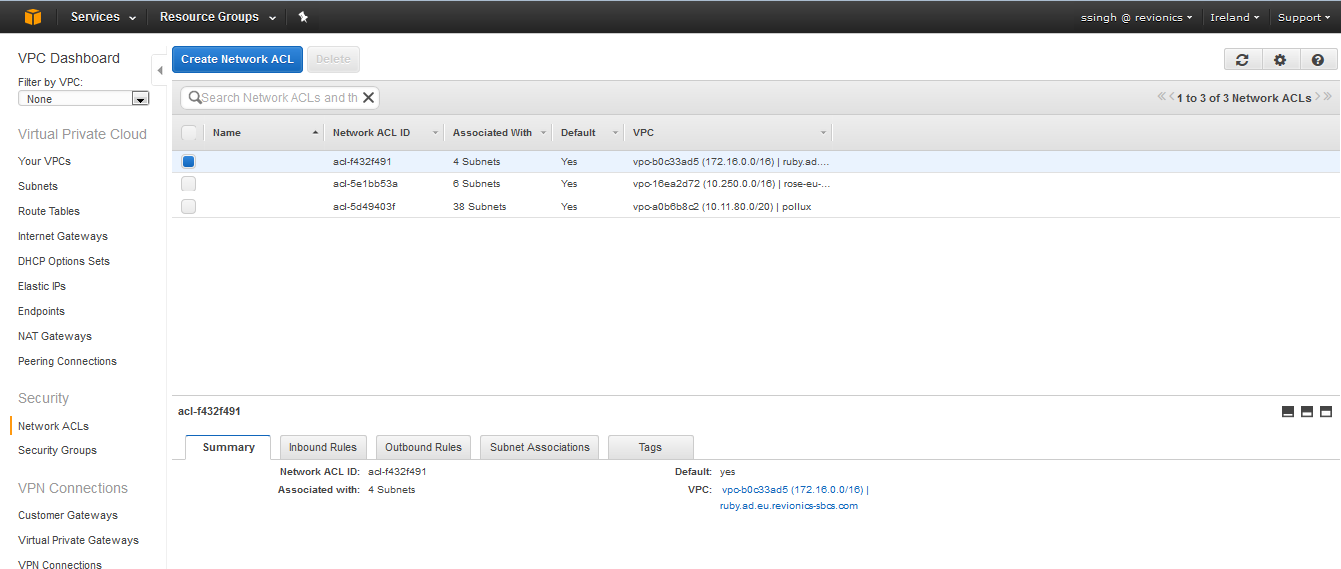 Services Resource Groups ssingh @ revionics Ireland Support
VPC Dashboard
Filter by VPC:
None
Virtual Private Cloud
Your VPCs
Subnets
Route Tables
Internet Gateways
DHCP Options Sets
Elastic IPs
Endpoints
NAT Gateways
Peering Connections
Security
Network ACLs
Security Groups
VPN Connections
Customer Gateways
Virtual Private Gateways
VPN Connections
Create Network ACL Delete
Search Network ACLs and th 1 to 3 of 3 Network ACLs
Name Network ACL ID Associated With Default VPC
acl-f432f491 4 Subnets Yes vpc-b0c33ad5 (172.16.0.0/16) | ruby.ad....
acl-5e1bb53a 6 Subnets Yes vpc-16ea2d72 (10.250.0.0/16) | rose-eu-...
acl-5d49403f 38 Subnets Yes vpc-a0b6b8c2 (10.11.80.0/20) | pollux
acl-f432f491
Summary Inbound Rules Outbound Rules Subnet Associations Tags
Network ACL ID: acl-f432f491 Default: yes
Associated with: 4 Subnets VPC: vpc-b0c33ad5 (172.16.0.0/16) |
ruby.ad.eu.revionics-sbcs.com